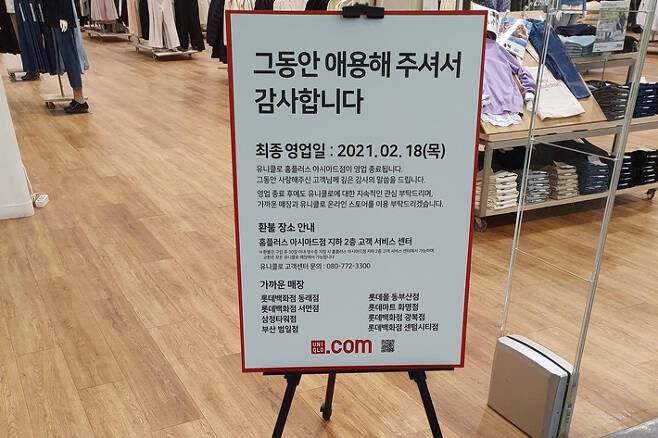 그동안 애용해 주셔서
감사합니다
최종 영업일 : 2021. 02. 18(목)
유니클로 홈플러스 아시아드점이 영업 종료됩니다.
그동안 사랑해주신 고객님께 깊은 감사의 말씀을 드립니다.
영업 종료 후에도 유니클로에 대한 지속적인 관심 부탁드리며,
가까운 매장과 유니클로 온라인 스토어를 이용 부탁드리겠습니다.
환불 장소 안내
홈플러스 아시아드점 지하 2층 고객 서비스 센터
유니클로 고객센터 문의 : 080-772-3300
가까운 매장
롯데백화점 동래점
롯데백화점 서면점
삼정타워점
부산 범일점
롯데몰 동부산점
롯데마트 화명점
롯데백화점 광복점
롯데백화점 센텀시티점
UNIQLO.com